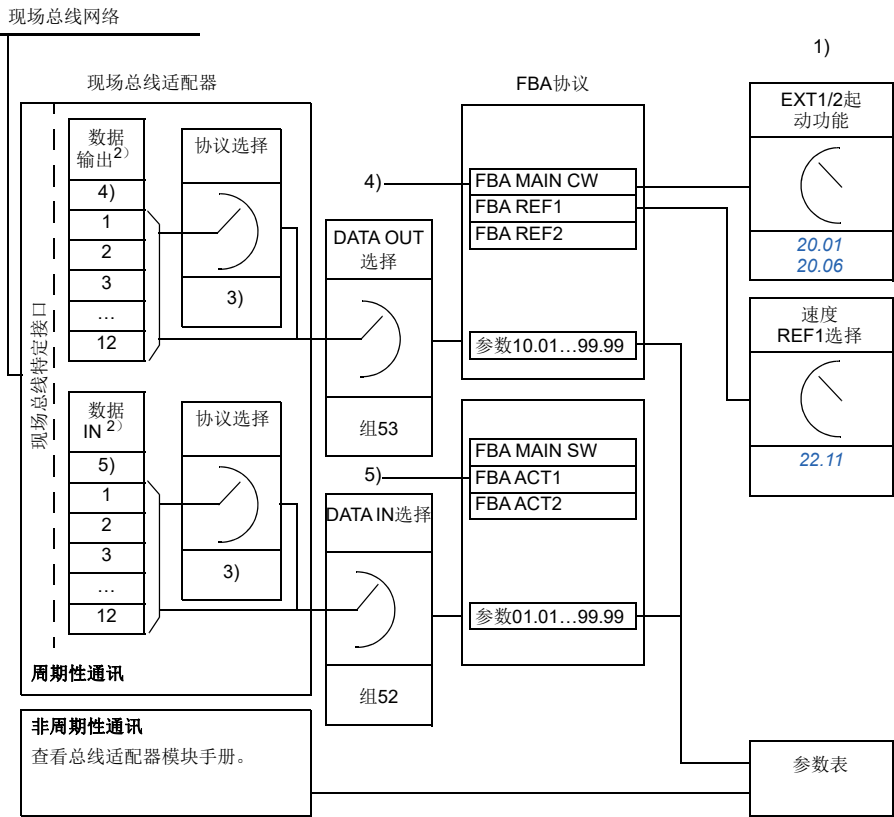 现场总线网络
1)
现场总线适配器
FBA协议
EXT1/2起
动功能
20.01
20.06
数据
输出2)
4)
1
2
3
…
12
协议选择
3)
现场总线特定接口
4)
FBA MAIN CW
FBA REF1
FBA REF2
DATA OUT
选择
组53
参数10.01…99.99
速度
REF1选择
22.11
数据
IN 2)
5)
1
2
3
…
12
协议选择
3)
5)
FBA MAIN SW
FBA ACT1
FBA ACT2
DATA IN选择
组52
参数01.01…99.99
周期性通讯
非周期性通讯
查看总线适配器模块手册。
参数表